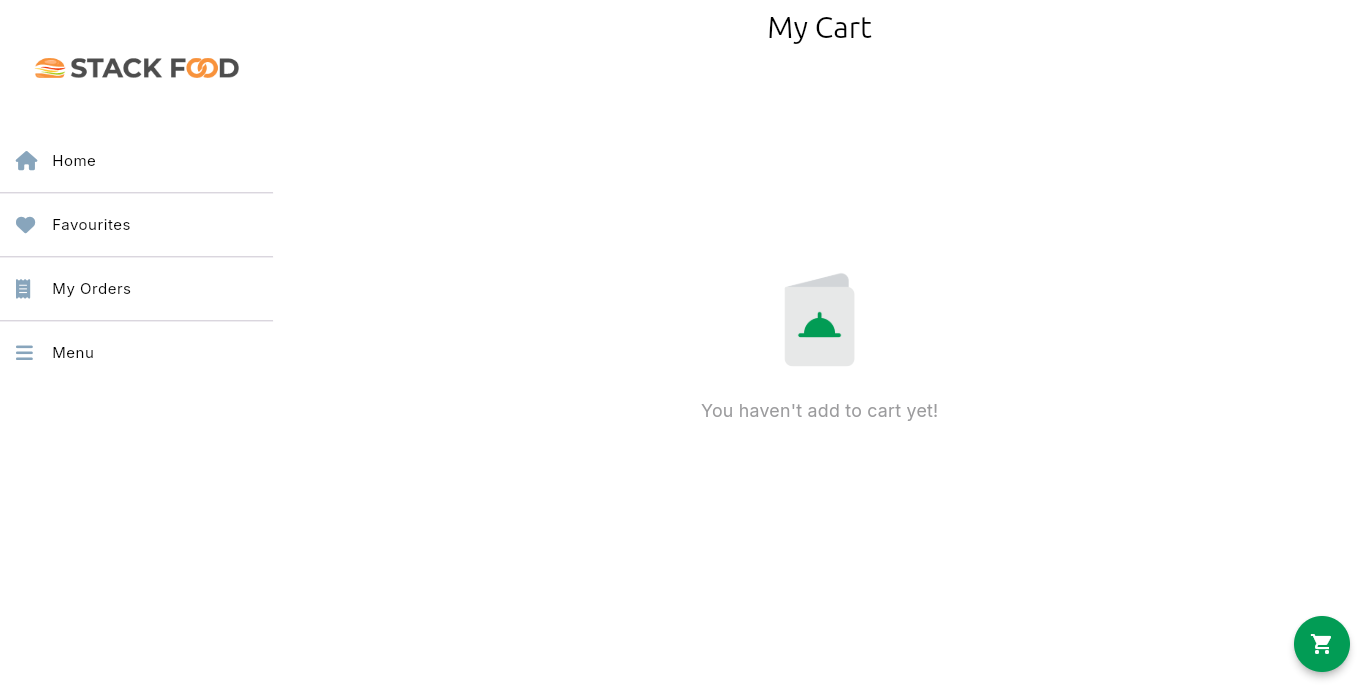 My Cart
STACK FOOD
Home
Favourites
My Orders
Menu
You haven't add to cart yet!